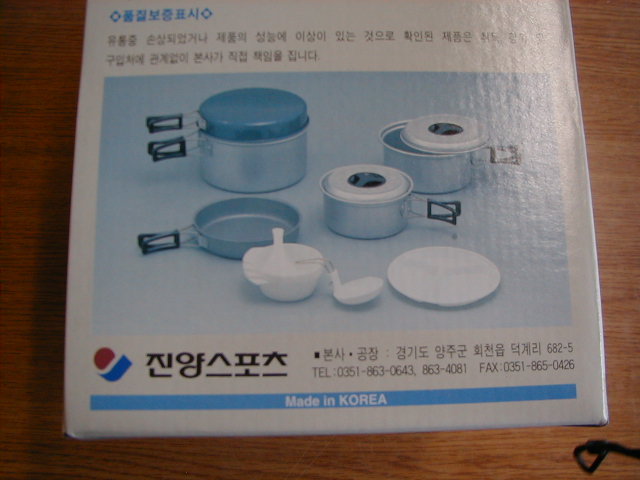 ◇품질보증표시◇
유통중 손상되었거나 제품의 성능에 이상이 있는 것으로 확인된 제품은
구입처에 관계없이 본사가 직접 책임을 집니다.
진양스포츠
■본사·공장 : 경기도 양주군 회천읍 덕계리 682-5
TEL:0351-863-0643, 863-4081 FAX:0351-865-0426
Made in KOREA